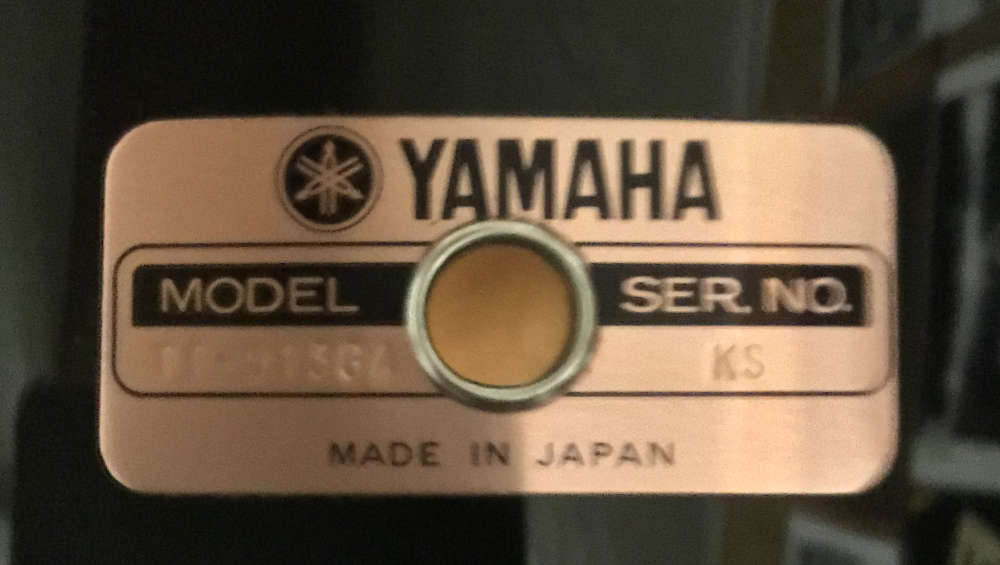 YAMAHA
MODEL SER. NO.
KS
MADE IN JAPAN